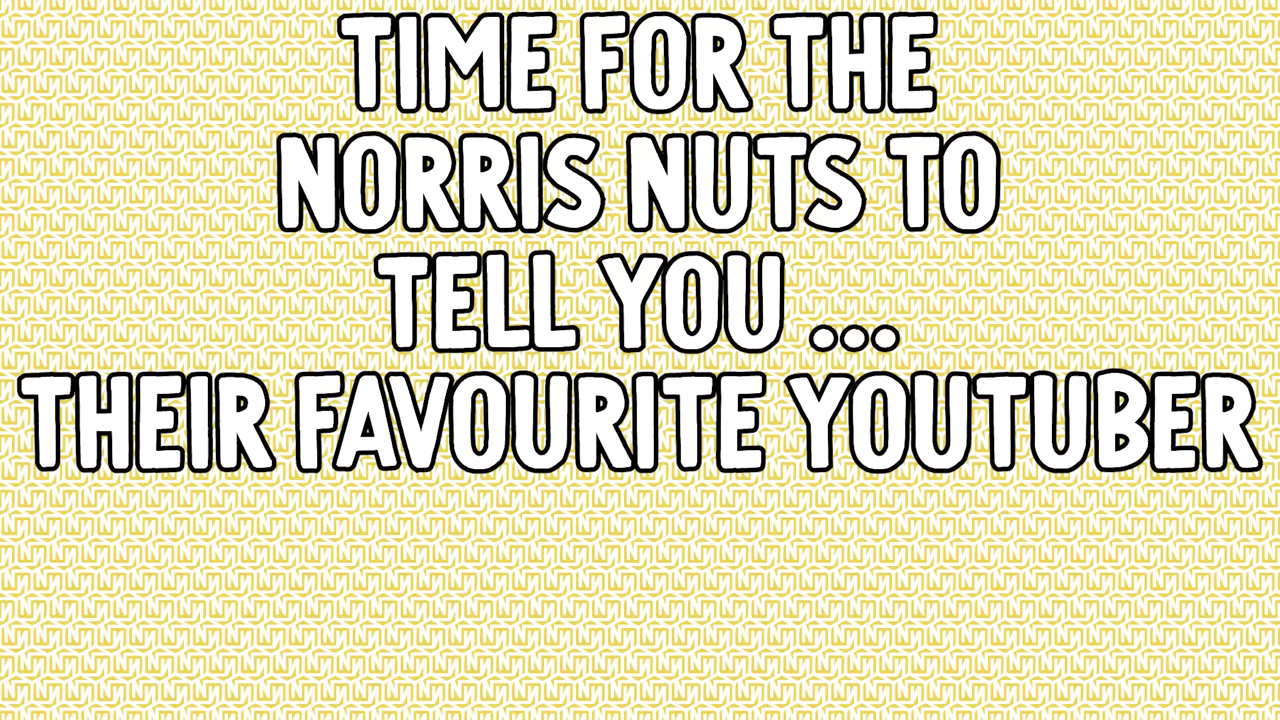 TIME FOR THE
NORRIS NUTS TO
TELL YOU ...
THEIR FAVOURITE YOUTUBER